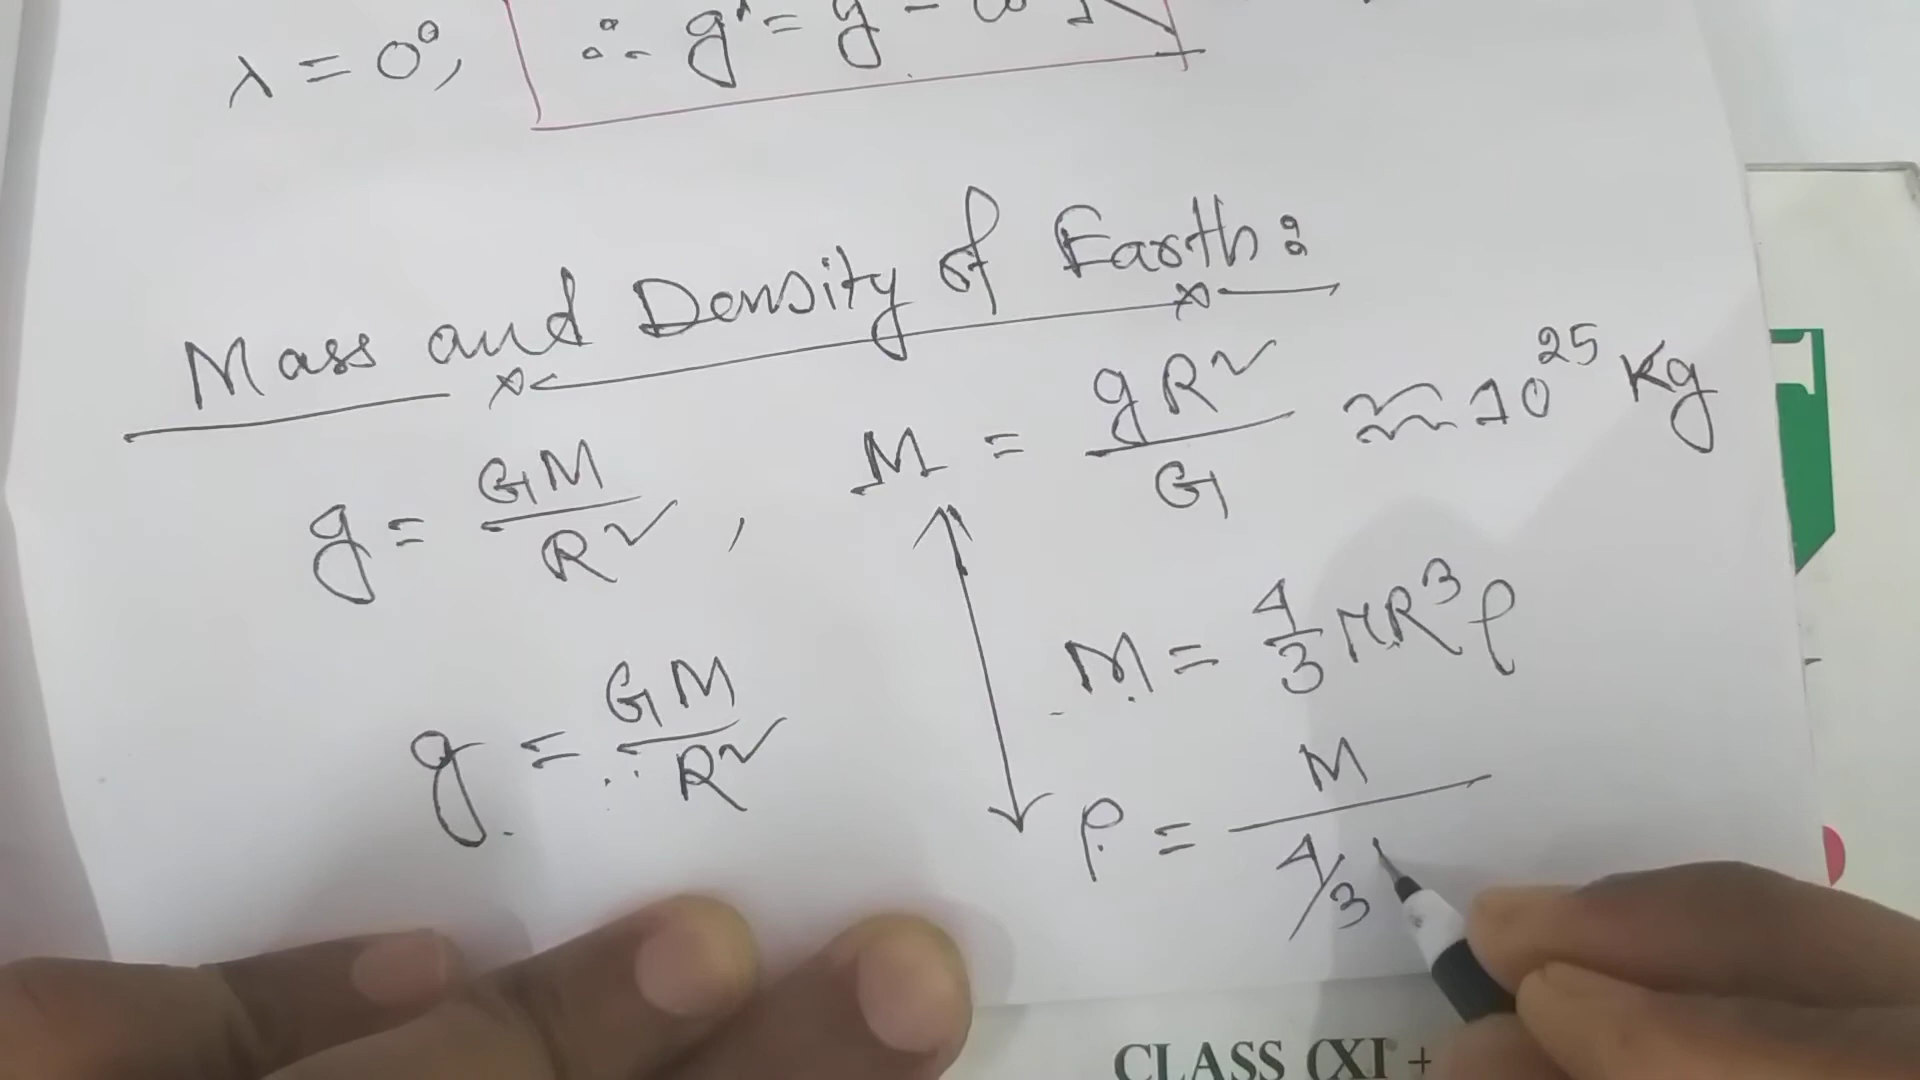 λ = 0°, ∴ g' = g -
Mass and Density of Earth:
g = GM/R², M = gR²/G ≈ 10²⁵ Kg
M = 4/3 πR³ρ
g = GM/R²
ρ = M / 4/3
CLASS (XI +